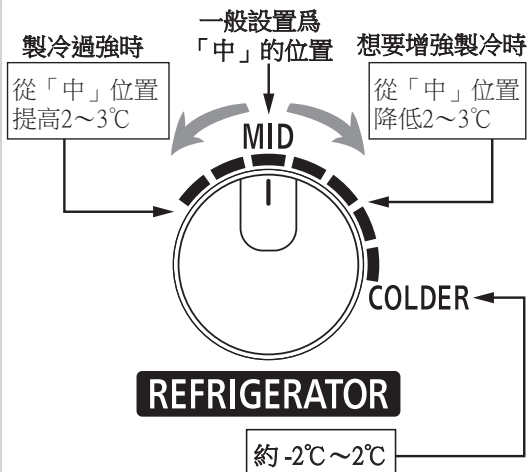 一般設置爲
「中」的位置
製冷過強時
想要增強製冷時
從「中」位置
提高2～3℃
從「中」位置
降低2～3℃
MID
COLDER
REFRIGERATOR
約 -2℃～2℃